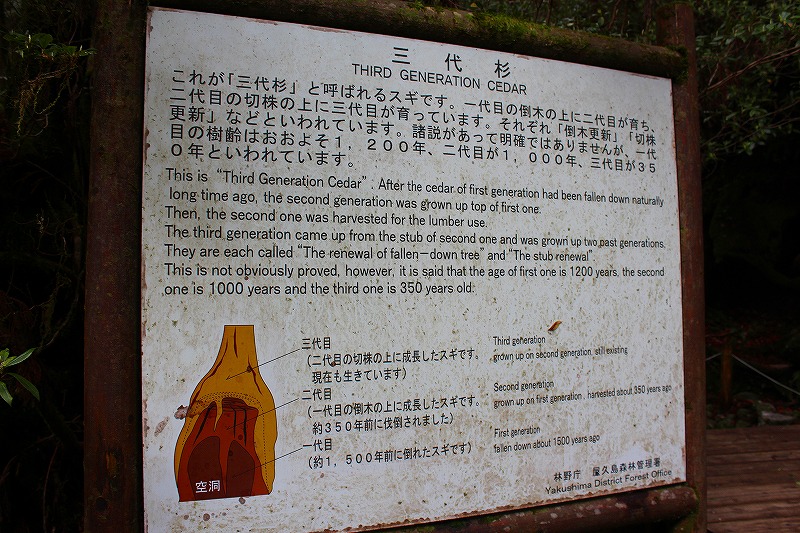 三代杉
THIRD GENERATION CEDAR
これが「三代杉」と呼ばれるスギです。一代目の倒木の上に二代目が育ち、
二代目の切株の上に三代目が育っています。それぞれ「倒木更新」「切株
更新」などといわれています。諸説があって明確ではありませんが、一代
目の樹齢はおおよそ1,200年、二代目が1,000年、三代目が35
0年といわれています。
This is “Third Generation Cedar”. After the cedar of first generation had been fallen down naturally
long time ago, the second generation was grown up top of first one.
Then, the second one was harvested for the lumber use.
The third generation came up from the stub of second one and was grown up two past generations.
They are each called “The renewal of fallen-down tree” and “The stub renewal”.
This is not obviously proved, however, it is said that the age of first one is 1200 years, the second
one is 1000 years and the third one is 350 years old.
三代目
(二代目の切株の上に成長したスギです。
現在も生きています)
Third generation
grown up on second generation, still existing
二代目
(一代目の倒木の上に成長したスギです。
約350年前に伐倒されました)
Second generation
grown up on first generation , harvested about 350 years ago
一代目
(約1,500年前に倒れたスギです)
First generation
fallen down about 1500 years ago
空洞
林野庁 屋久島森林管理署
Yakushima District Forest Office